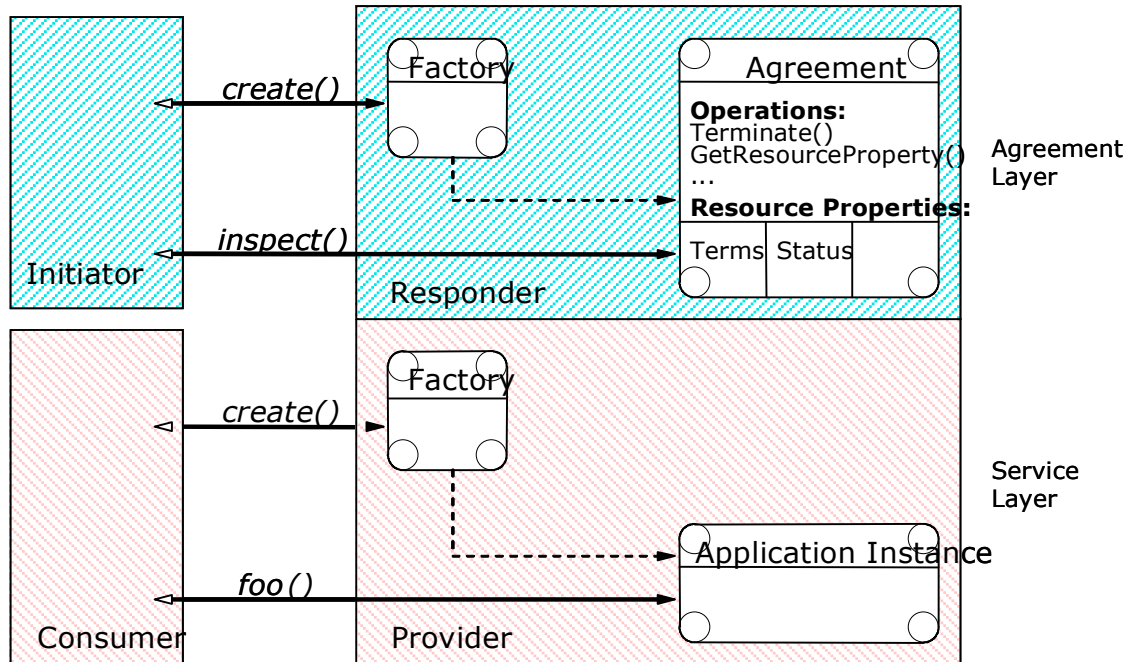 Factory
create()
Agreement
Operations:
Terminate()
GetResourceProperty()
...
Resource Properties:
Terms
Status
inspect()
Initiator
Responder
Agreement
Layer
Factory
create()
Application Instance
foo()
Consumer
Provider
Service
Layer